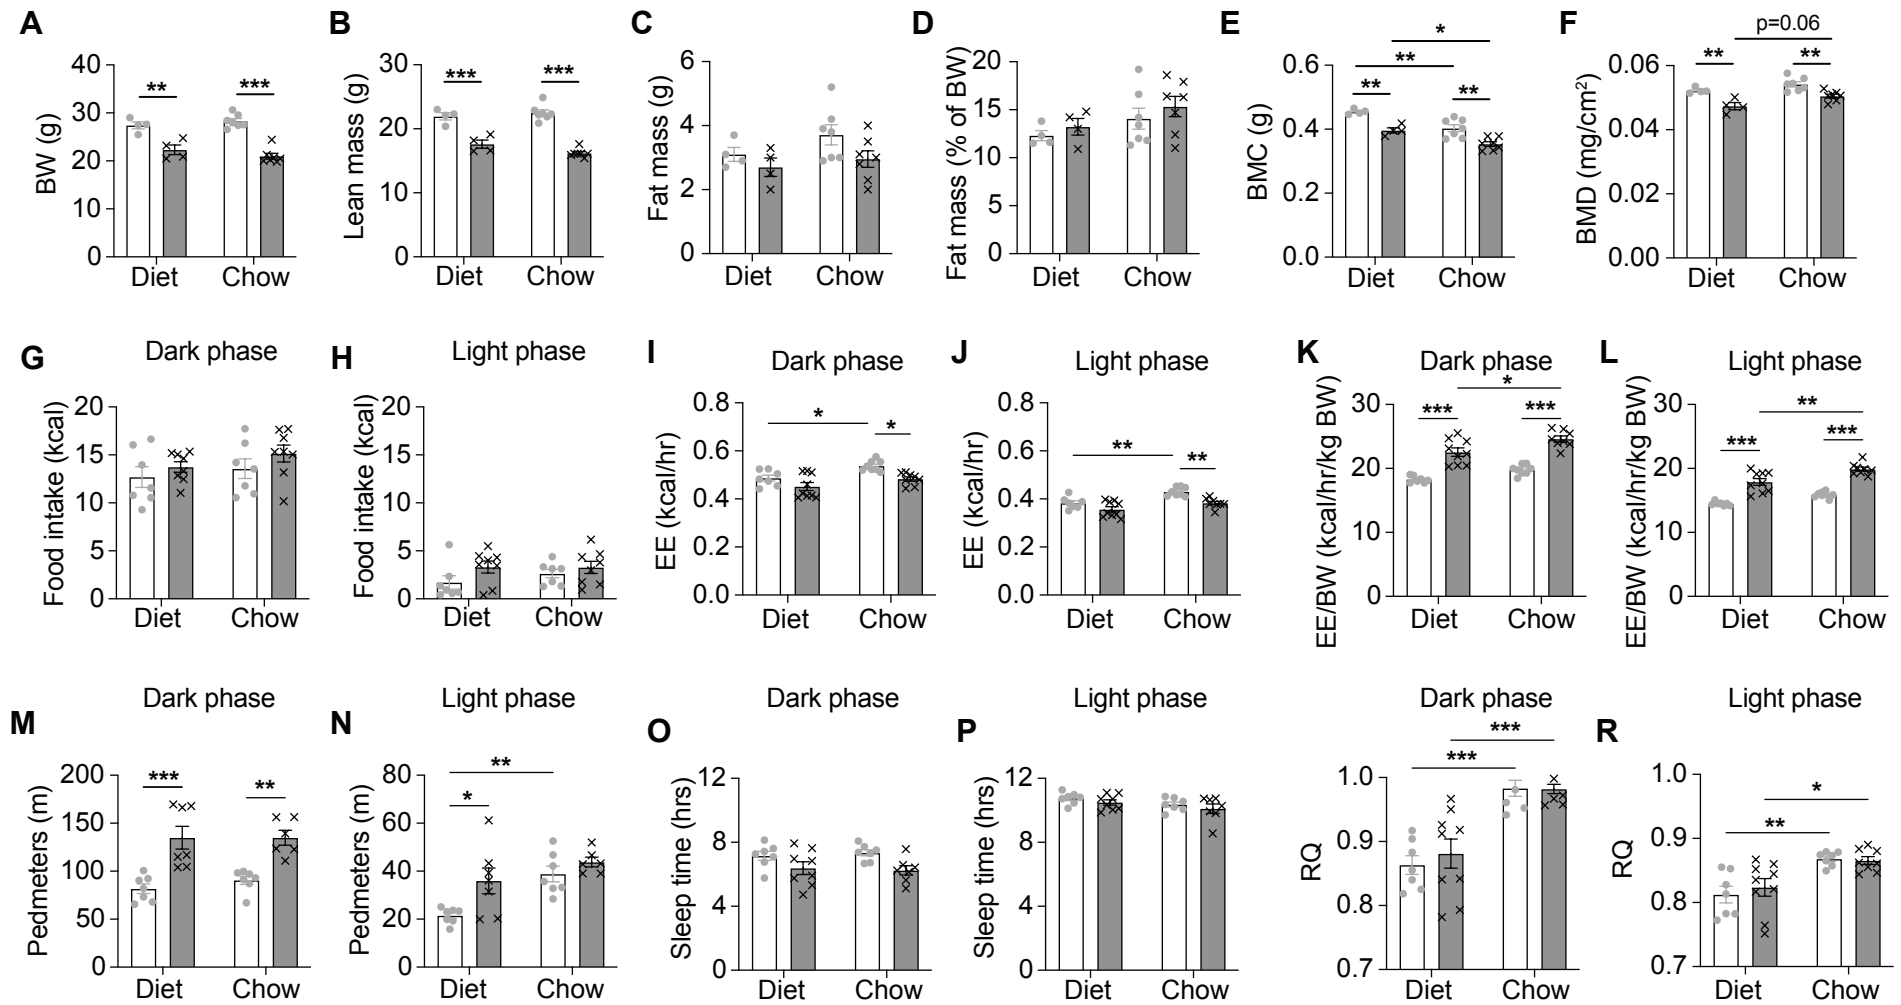 A
BW (g)
40
30
20
10
0
**
***
Diet
Chow
B
Lean mass (g)
30
20
10
0
***
***
Diet
Chow
C
Fat mass (g)
6
4
2
0
Diet
Chow
D
Fat mass (% of BW)
20
15
10
5
0
Diet
Chow
E
BMC (g)
0.6
0.4
0.2
0.0
*
**
**
**
Diet
Chow
F
BMD (mg/cm²)
0.06
0.04
0.02
0.00
p=0.06
**
**
Diet
Chow
G
Dark phase
Food intake (kcal)
20
15
10
5
0
Diet
Chow
H
Light phase
Food intake (kcal)
20
15
10
5
0
Diet
Chow
I
Dark phase
EE (kcal/hr)
0.8
0.6
0.4
0.2
0.0
*
*
Diet
Chow
J
Light phase
EE (kcal/hr)
0.8
0.6
0.4
0.2
0.0
**
**
Diet
Chow
K
Dark phase
EE/BW (kcal/hr/kg BW)
30
20
10
0
*
***
***
Diet
Chow
L
Light phase
EE/BW (kcal/hr/kg BW)
30
20
10
0
**
***
***
Diet
Chow
M
Dark phase
Pedmeters (m)
200
150
100
50
0
***
**
Diet
Chow
N
Light phase
Pedmeters (m)
80
60
40
20
0
**
*
Diet
Chow
O
Dark phase
Sleep time (hrs)
12
8
4
0
Diet
Chow
P
Light phase
Sleep time (hrs)
12
8
4
0
Diet
Chow
Dark phase
RQ
1.0
0.9
0.8
0.7
***
***
Diet
Chow
R
Light phase
RQ
1.0
0.9
0.8
0.7
*
**
Diet
Chow